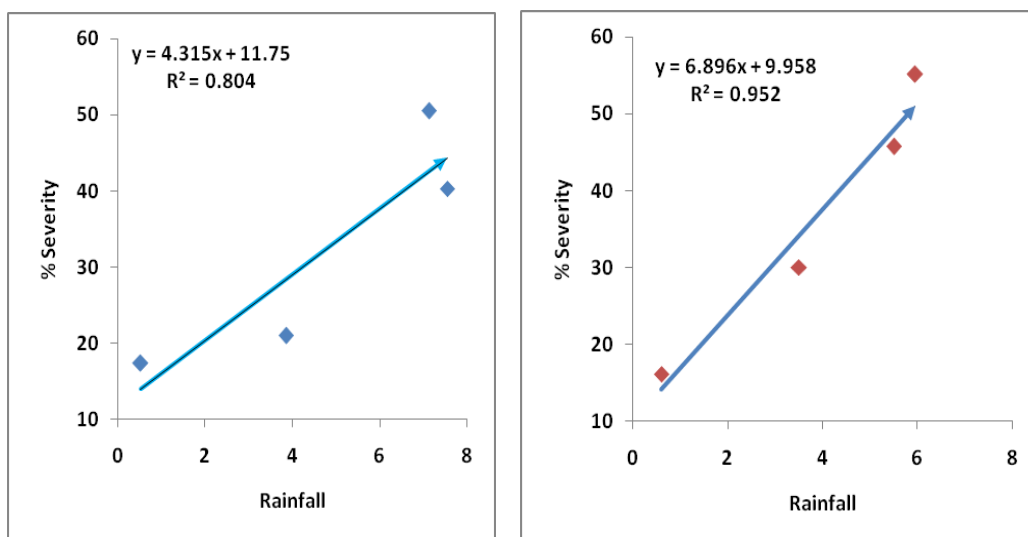 y = 4.315x + 11.75
R² = 0.804
% Severity
60
50
40
30
20
10
0 2 4 6 8
Rainfall
y = 6.896x + 9.958
R² = 0.952
% Severity
60
50
40
30
20
10
0 2 4 6 8
Rainfall